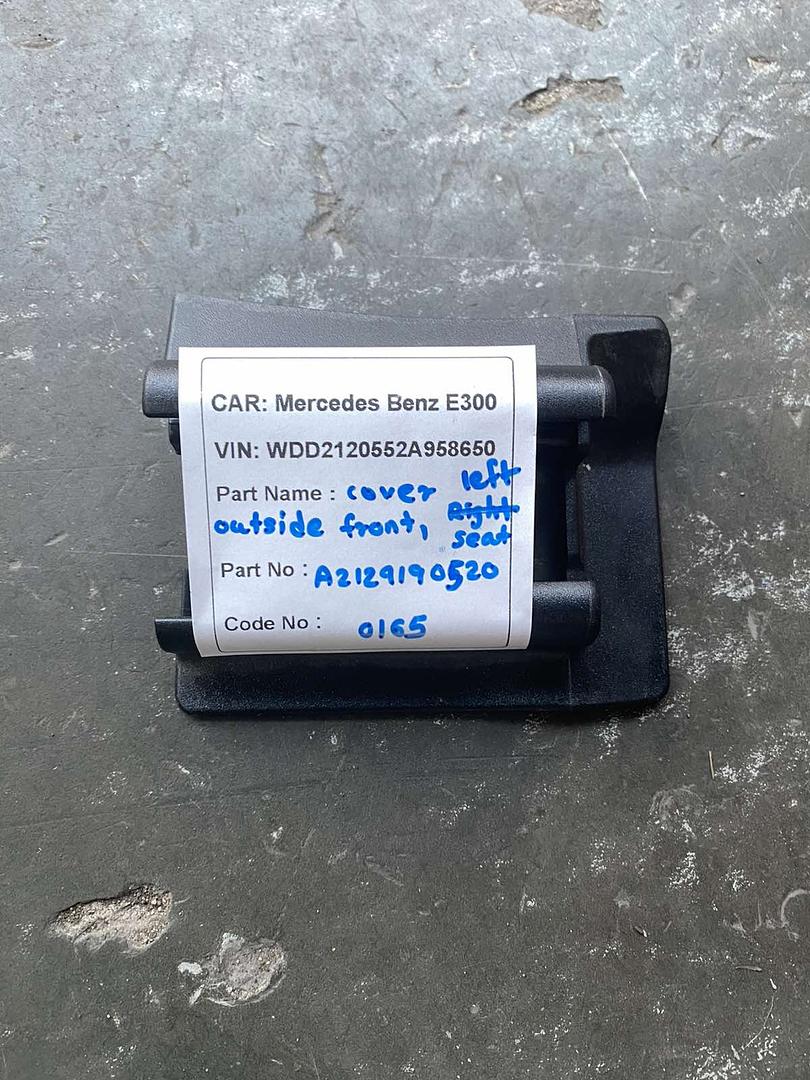 CAR: Mercedes Benz E300
VIN: WDD2120552A958650
Part Name : cover left
outside front, Right
seat
Part No : A2129190520
Code No : 0165